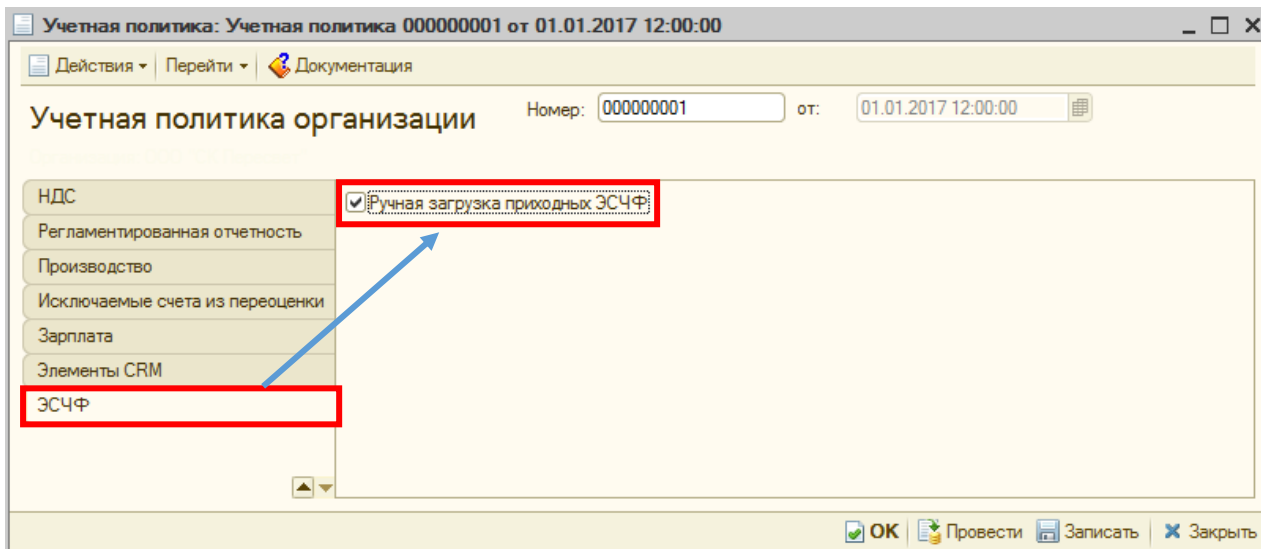 Учетная политика: Учетная политика 000000001 от 01.01.2017 12:00:00
Действия Перейти Документация
Учетная политика организации Номер: 000000001 от: 01.01.2017 12:00:00
НДС
Ручная загрузка приходных ЭСЧФ
Регламентированная отчетность
Производство
Исключаемые счета из переоценки
Зарплата
Элементы CRM
ЭСЧФ
OK Провести Записать Закрыть